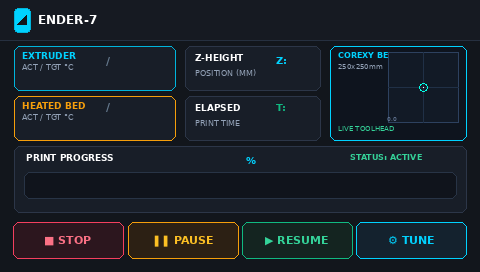 ENDER-7
EXTRUDER
ACT / TGT °C
/
Z-HEIGHT
POSITION (MM)
Z:
COREXY BE
250x250mm
0,0
LIVE TOOLHEAD
HEATED BED
ACT / TGT °C
/
ELAPSED
PRINT TIME
T:
PRINT PROGRESS
%
STATUS: ACTIVE
■ STOP
❚❚ PAUSE
▶ RESUME
⚙ TUNE